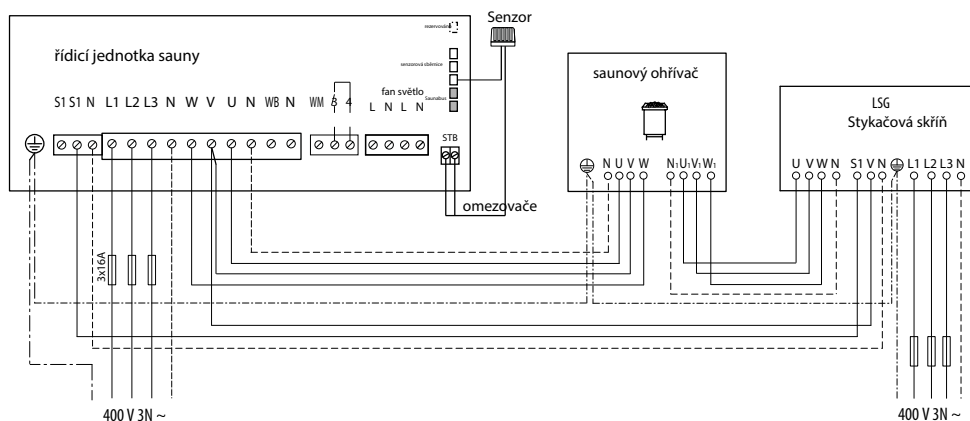 rezervováno
Senzor
řídicí jednotka sauny
senzorová sběrnice
saunový ohřívač
LSG
Stykačová skříň
fan světlo
Saunabus
S1 S1 N L1 L2 L3 N W V U N WB N WM 3 4 L N L N
STB
N U V W N1 U1 V1 W1
U V W N S1 V N L1 L2 L3 N
omezovače
3x16A
400 V 3N ~
400 V 3N ~